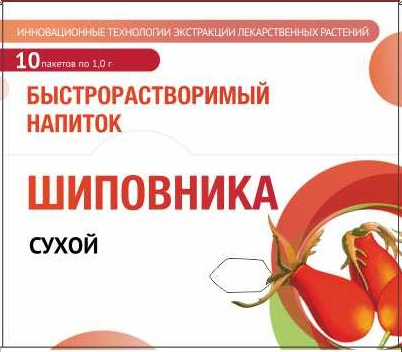 ИННОВАЦИОННЫЕ ТЕХНОЛОГИИ ЭКСТРАКЦИИ ЛЕКАРСТВЕННЫХ РАСТЕНИЙ
10 пакетов по 1,0 г
БЫСТРОРАСТВОРИМЫЙ
НАПИТОК
ШИПОВНИКА
СУХОЙ